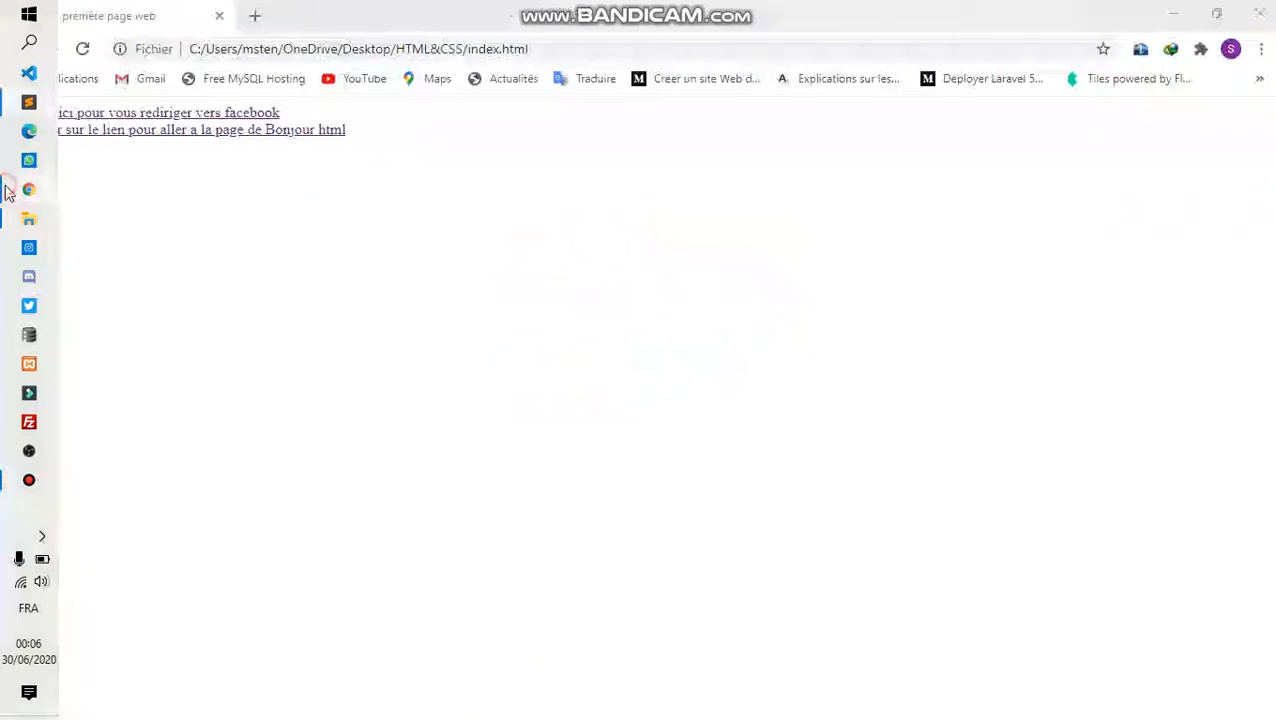 première page web
www.BANDICAM.com
Fichier
C:/Users/msten/OneDrive/Desktop/HTML&CSS/index.html
S
lications
Gmail
Free MySQL Hosting
YouTube
Maps
Actualités
Traduire
Créer un site Web d...
Explications sur les...
Deployer Laravel 5...
Tiles powered by Fl...
ici pour vous rediriger vers facebook
r sur le lien pour aller a la page de Bonjour html
FRA
00:06
30/06/2020